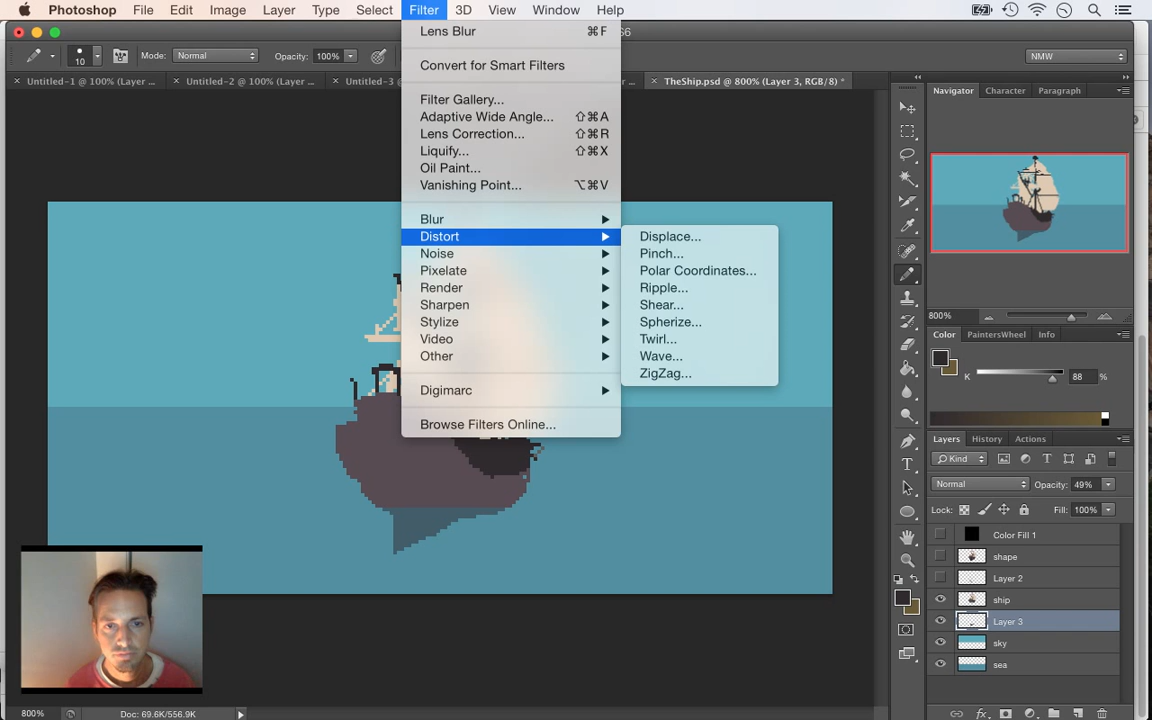 Photoshop File Edit Image Layer Type Select Filter 3D View Window Help
S6
10 Mode: Normal Opacity: 100% NMW
Untitled-1 @ 100% (Layer ... Untitled-2 @ 100% (Layer ... Untitled-3 TheShip.psd @ 800% (Layer 3, RGB/8) *
Lens Blur ⌘F
Convert for Smart Filters
Filter Gallery...
Adaptive Wide Angle... ⇧⌘A
Lens Correction... ⇧⌘R
Liquify... ⇧⌘X
Oil Paint...
Vanishing Point... ⌥⌘V
Blur
Distort
Noise
Pixelate
Render
Sharpen
Stylize
Video
Other
Digimarc
Browse Filters Online...
Displace...
Pinch...
Polar Coordinates...
Ripple...
Shear...
Spherize...
Twirl...
Wave...
ZigZag...
Navigator Character Paragraph
800%
Color PaintersWheel Info
K 88 %
Layers History Actions
Kind
Normal Opacity: 49%
Lock: Fill: 100%
Color Fill 1
shape
Layer 2
ship
Layer 3
sky
sea
fx
800% Doc: 69.6K/556.9K